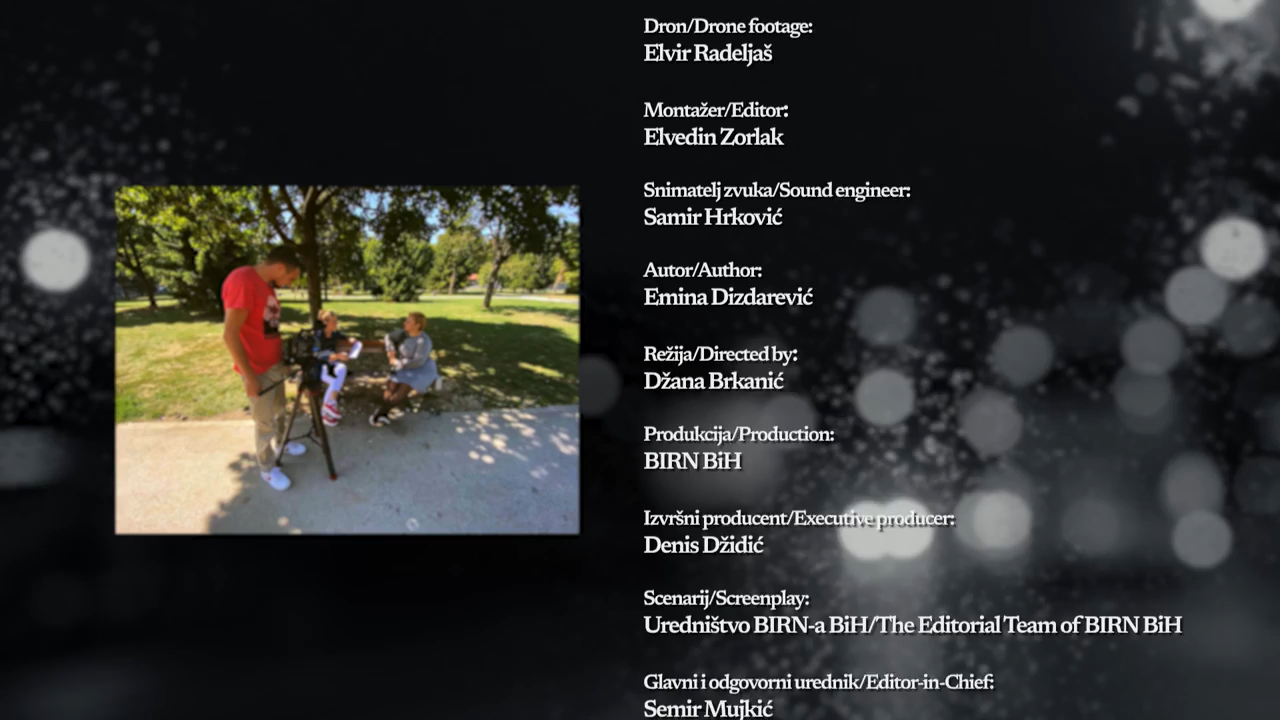 Dron/Drone footage:
Elvir Radeljaš
Montažer/Editor:
Elvedin Zorlak
Snimatelj zvuka/Sound engineer:
Samir Hrković
Autor/Author:
Emina Dizdarević
Režija/Directed by:
Džana Brkanić
Produkcija/Production:
BIRN BiH
Izvršni producent/Executive producer:
Denis Džidić
Scenarij/Screenplay:
Uredništvo BIRN-a BiH/The Editorial Team of BIRN BiH
Glavni i odgovorni urednik/Editor-in-Chief:
Semir Mujkić